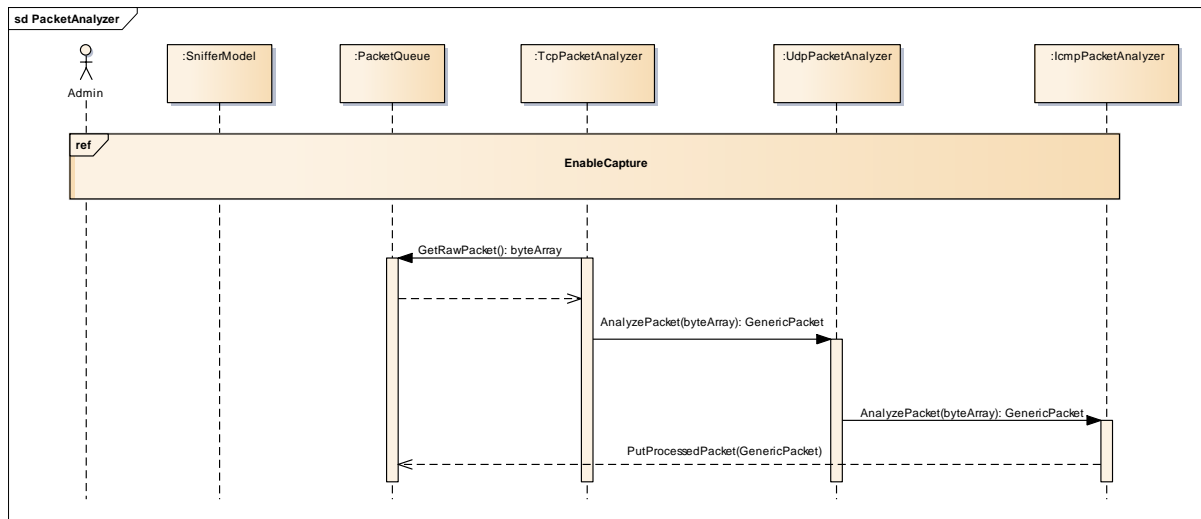 sd PacketAnalyzer
Admin
:SnifferModel
:PacketQueue
:TcpPacketAnalyzer
:UdpPacketAnalyzer
:IcmpPacketAnalyzer
ref
EnableCapture
GetRawPacket(): byteArray
AnalyzePacket(byteArray): GenericPacket
AnalyzePacket(byteArray): GenericPacket
PutProcessedPacket(GenericPacket)